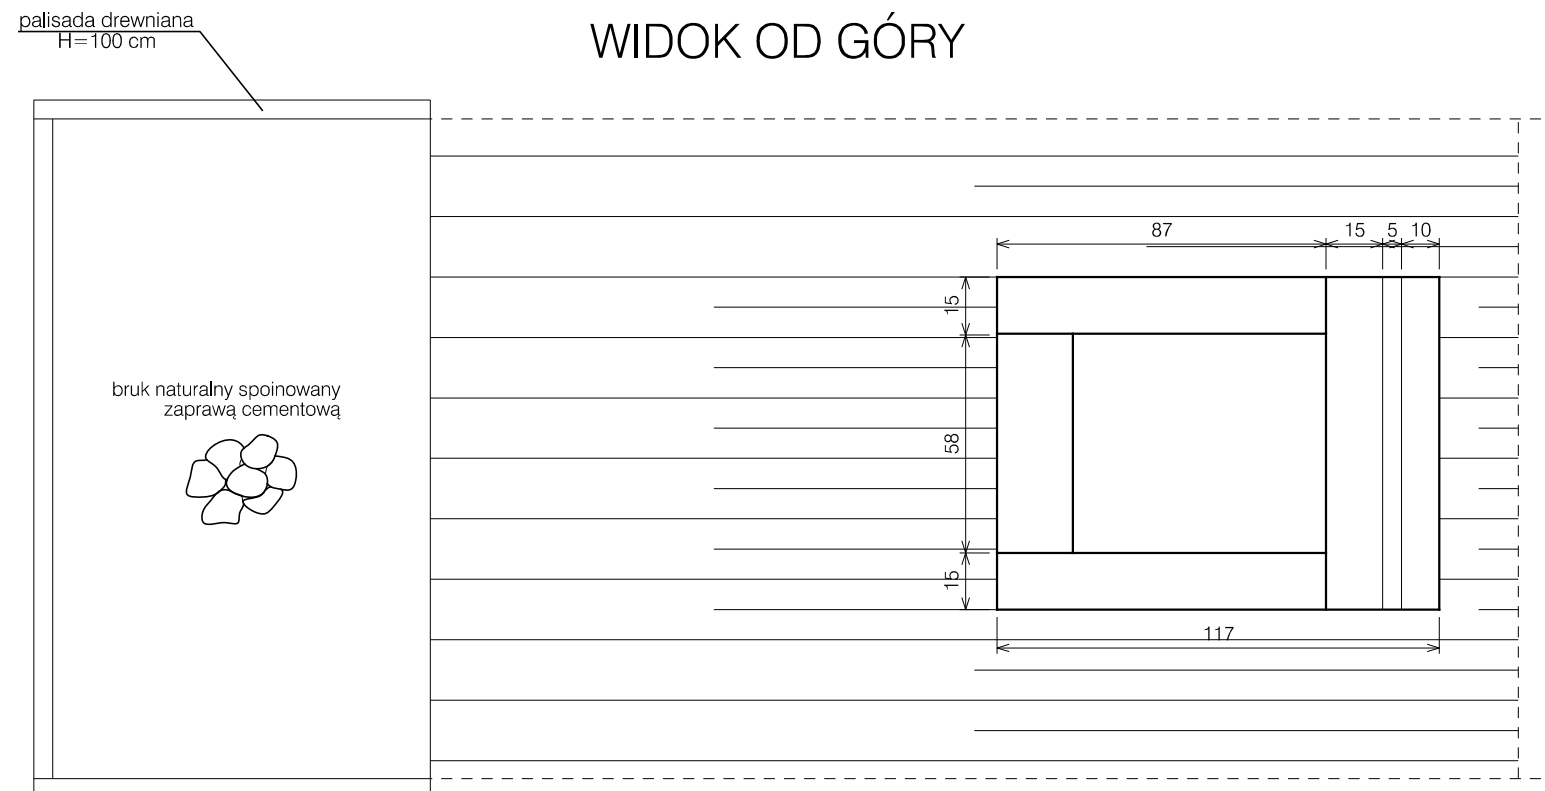 palisada drewniana
H=100 cm
WIDOK OD GÓRY
87
15
5
10
15
bruk naturalny spoinowany
zaprawą cementową
58
15
117